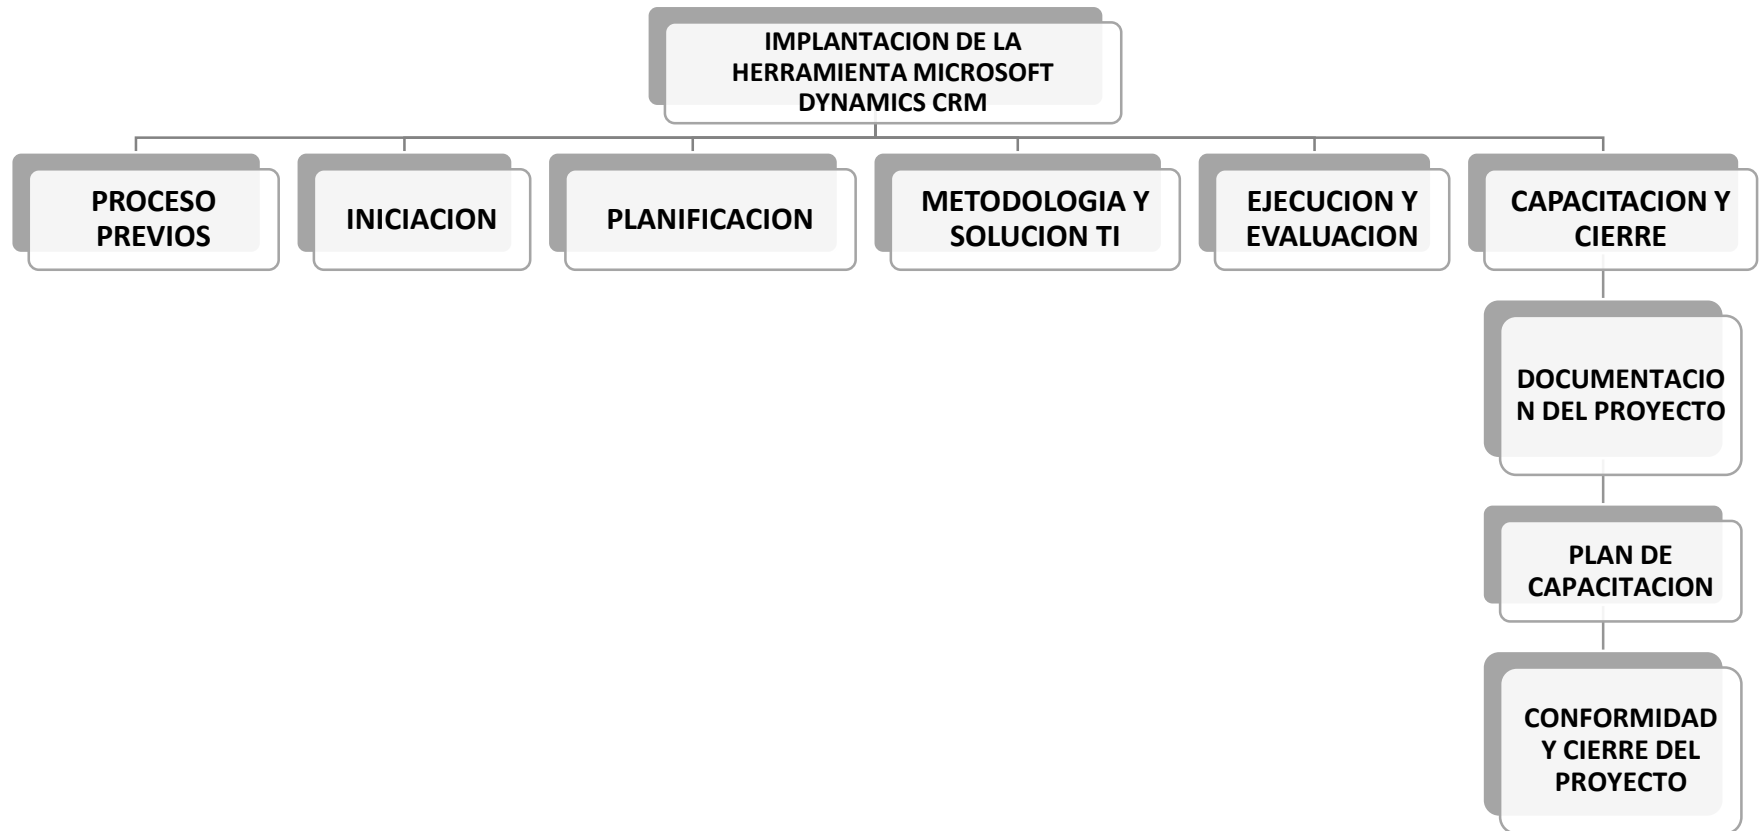 IMPLANTACION DE LA
HERRAMIENTA MICROSOFT
DYNAMICS CRM
PROCESO
PREVIOS
INICIACION
PLANIFICACION
METODOLOGIA Y
SOLUCION TI
EJECUCION Y
EVALUACION
CAPACITACION Y
CIERRE
DOCUMENTACIO
N DEL PROYECTO
PLAN DE
CAPACITACION
CONFORMIDAD
Y CIERRE DEL
PROYECTO